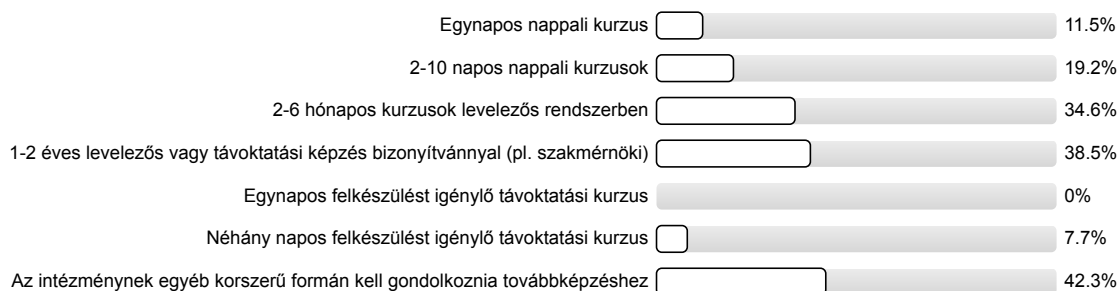 Egynapos nappali kurzus 11.5%
2-10 napos nappali kurzusok 19.2%
2-6 hónapos kurzusok levelezős rendszerben 34.6%
1-2 éves levelezős vagy távoktatási képzés bizonyítvánnyal (pl. szakmérnöki) 38.5%
Egynapos felkészülést igénylő távoktatási kurzus 0%
Néhány napos felkészülést igénylő távoktatási kurzus 7.7%
Az intézménynek egyéb korszerű formán kell gondolkoznia továbbképzéshez 42.3%